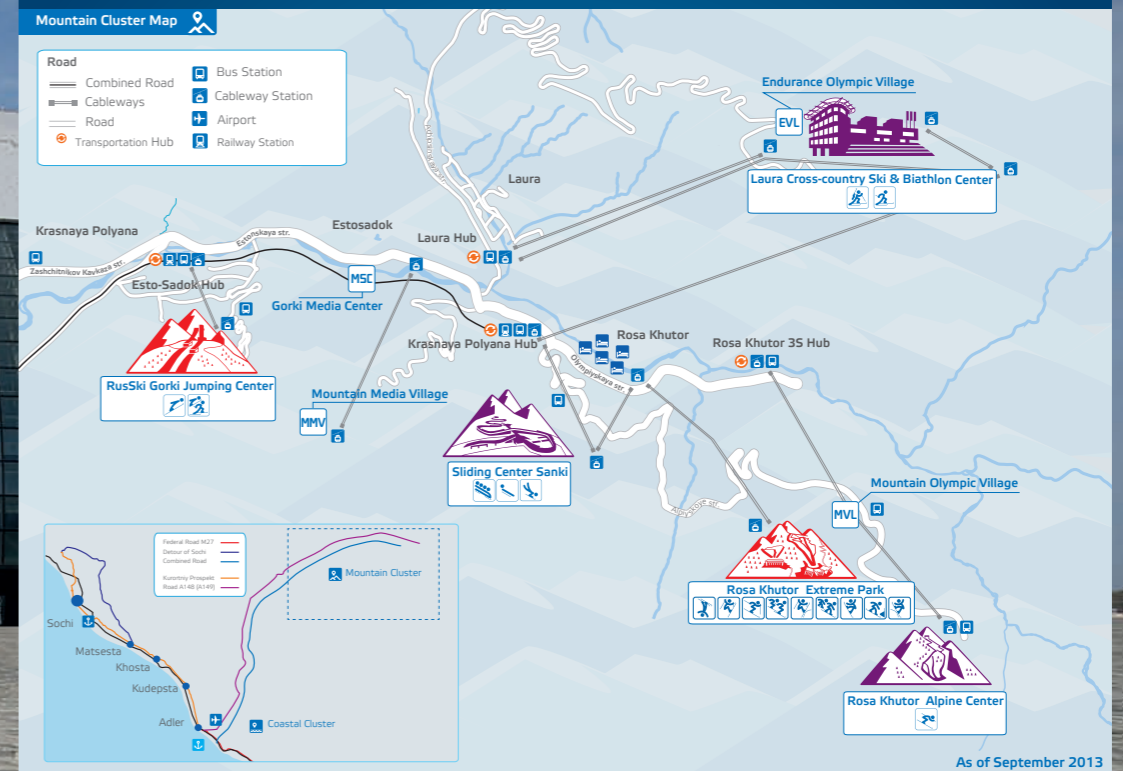 Mountain Cluster Map
Road
Combined Road
Cableways
Road
Transportation Hub
Bus Station
Cableway Station
Airport
Railway Station
Endurance Olympic Village
EVL
Laura Cross-country Ski & Biathlon Center
Laura
Estosadok
Laura Hub
Krasnaya Polyana
Estonskaya str.
Zashchitnikov Kavkaza str.
Esto-Sadok Hub
MSC
Gorki Media Center
Krasnaya Polyana Hub
Rosa Khutor
Rosa Khutor 3S Hub
Olympiyskaya str.
RusSki Gorki Jumping Center
Mountain Media Village
MMV
Sliding Center Sanki
Mountain Olympic Village
MVL
Rosa Khutor Extreme Park
Rosa Khutor Alpine Center
Federal Road M27
Detour of Sochi
Combined Road
Kurortniy Prospekt
Road A148 (A149)
Mountain Cluster
Sochi
Matsesta
Khosta
Kudepsta
Adler
Coastal Cluster
As of September 2013